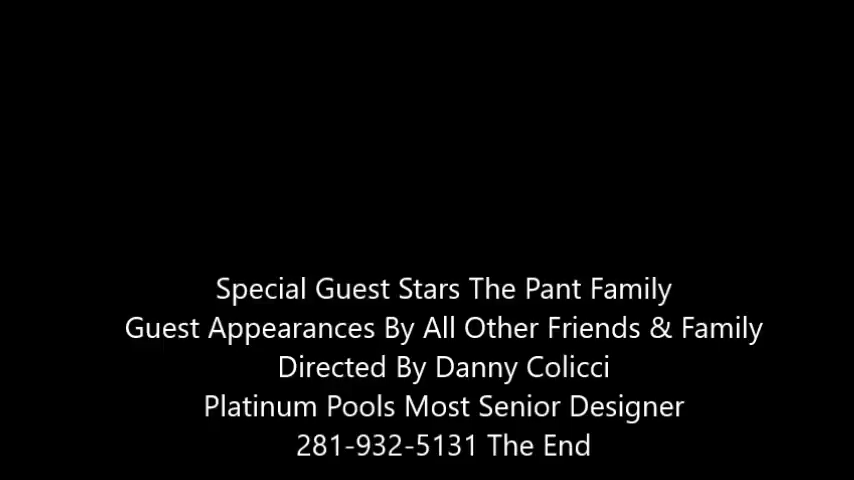 Special Guest Stars The Pant Family
Guest Appearances By All Other Friends & Family
Directed By Danny Colicci
Platinum Pools Most Senior Designer
281-932-5131 The End